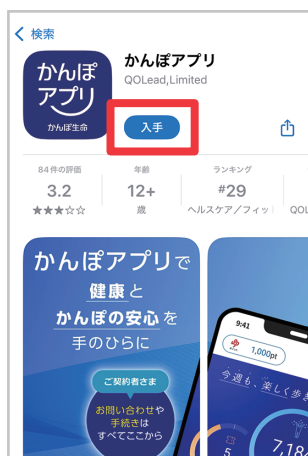 検索
かんぽ
アプリ
かんぽ生命
かんぽアプリ
QOLead,Limited
入手
84件の評価
3.2
年齢
12+
歳
ランキング
#29
ヘルスケア／フィッ
QOL
かんぽアプリで
健康と
かんぽの安心を
手のひらに
ご契約者さま
お問い合わせや
手続きは
すべてここから
9:41
1,000pt
今週も、楽しく歩き
5
7,18